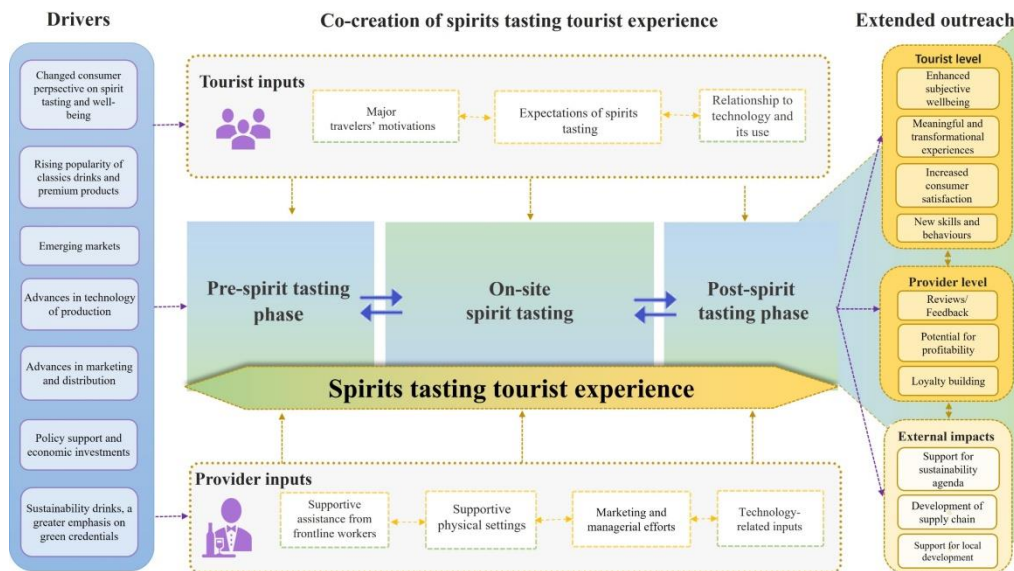 Drivers
Changed consumer
perpsective on spirit
tasting and well-
being
Rising popularity of
classics drinks and
premium products
Emerging markets
Advances in technology
of production
Advances in marketing
and distribution
Policy support and
economic investments
Sustainability drinks, a
greater emphasis on
green credentials
Co-creation of spirits tasting tourist experience
Tourist inputs
Major
travelers’ motivations
Expectations of spirits
tasting
Relationship to
technology and
its use
Pre-spirit tasting
phase
On-site
spirit tasting
Post-spirit
tasting phase
Spirits tasting tourist experience
Provider inputs
Supportive
assistance from
frontline workers
Supportive
physical settings
Marketing and
managerial efforts
Technology-
related inputs
Extended outreach
Tourist level
Enhanced
subjective
wellbeing
Meaningful and
transformational
experiences
Increased
consumer
satisfaction
New skills and
behaviours
Provider level
Reviews/
Feedback
Potential for
profitability
Loyalty building
External impacts
Support for
sustainability
agenda
Development of
supply chain
Support for local
development